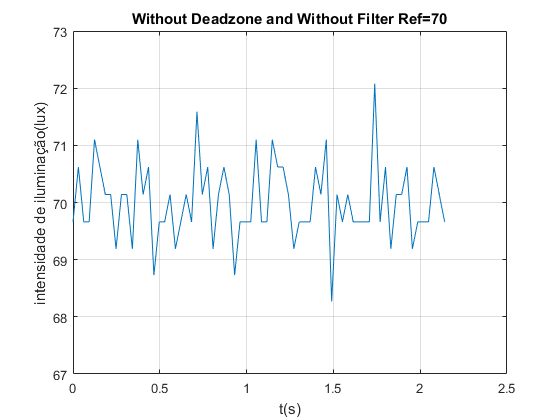 Without Deadzone and Without Filter Ref=70
intensidade de iluminação(lux)
73
72
71
70
69
68
67
0 0.5 1 1.5 2 2.5
t(s)